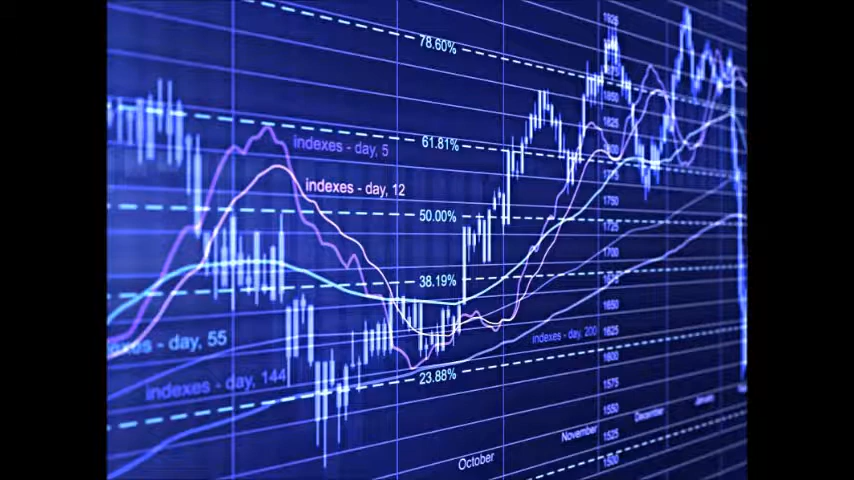 1925
78.60%
1875
1850
1825
61.81%
indexes - day, 5
1800
indexes - day, 12
1775
1750
50.00%
1725
1700
38.19%
1675
1650
indexes - day, 200
1625
indexes - day, 55
1600
23.88%
indexes - day, 144
1575
1550
January
December
November
1525
October
1500